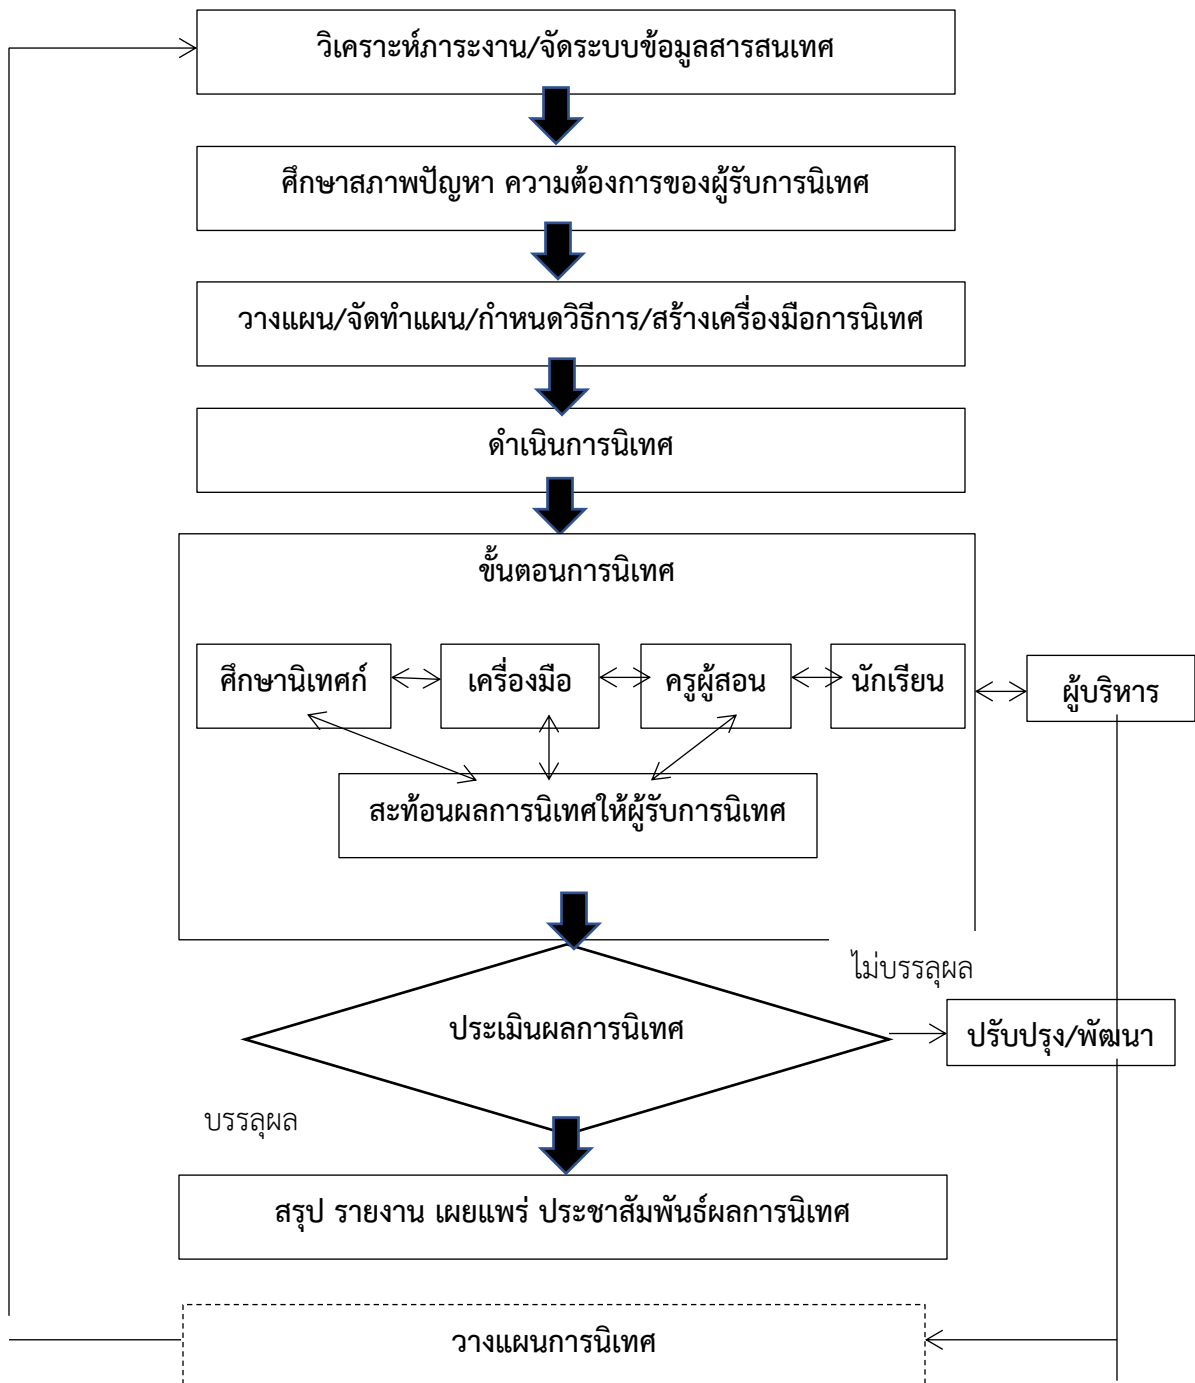 วิเคราะห์ภาระงาน/จัดระบบข้อมูลสารสนเทศ
ศึกษาสภาพปัญหา ความต้องการของผู้รับการนิเทศ
วางแผน/จัดทำแผน/กำหนดวิธีการ/สร้างเครื่องมือการนิเทศ
ดำเนินการนิเทศ
ขั้นตอนการนิเทศ
ศึกษานิเทศก์
เครื่องมือ
ครูผู้สอน
นักเรียน
ผู้บริหาร
สะท้อนผลการนิเทศให้ผู้รับการนิเทศ
ไม่บรรลุผล
ประเมินผลการนิเทศ
ปรับปรุง/พัฒนา
บรรลุผล
สรุป รายงาน เผยแพร่ ประชาสัมพันธ์ผลการนิเทศ
วางแผนการนิเทศ